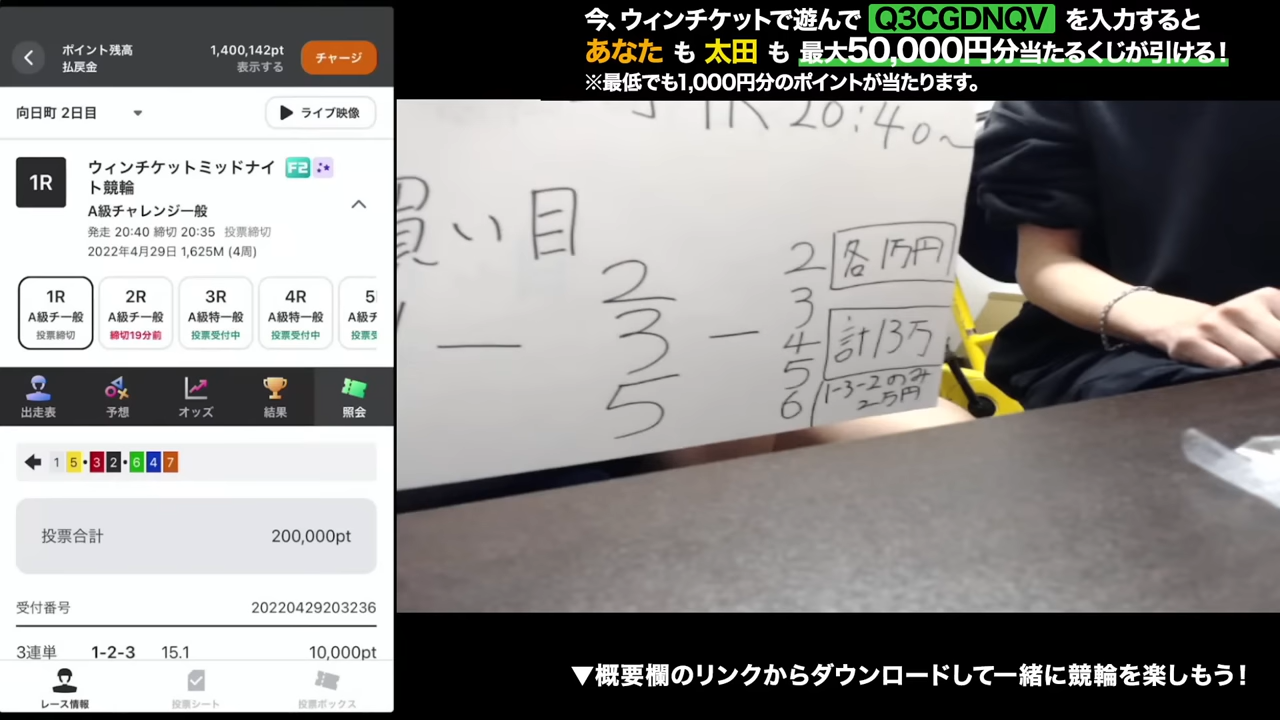 今、ウィンチケットで遊んで Q3CGDNQV を入力すると
あなた も 太田 も 最大50,000円分当たるくじが引ける！
※最低でも1,000円分のポイントが当たります。
ポイント残高 1,400,142pt
払戻金 表示する
チャージ
向日町 2日目
ライブ映像
1R
ウィンチケットミッドナイ
ト競輪
F2
A級チャレンジ一般
発走 20:40 締切 20:35 投票締切
2022年4月29日 1,625M (4周)
1R 2R 3R 4R 5
A級チ一般 A級チ一般 A級特一般 A級特一般 A級チ
投票締切 締切19分前 投票受付中 投票受付中 投票受
出走表 予想 オッズ 結果 照会
1 5・3 2・6 4 7
投票合計 200,000pt
受付番号 20220429203236
3連単 1-2-3 15.1 10,000pt
レース情報 投票シート 投票ボックス
1R 20:40~
買い目
2
3
5
2
3
4
5
6
各1万円
計13万
1-3-2のみ
2万円
▼概要欄のリンクからダウンロードして一緒に競輪を楽しもう！